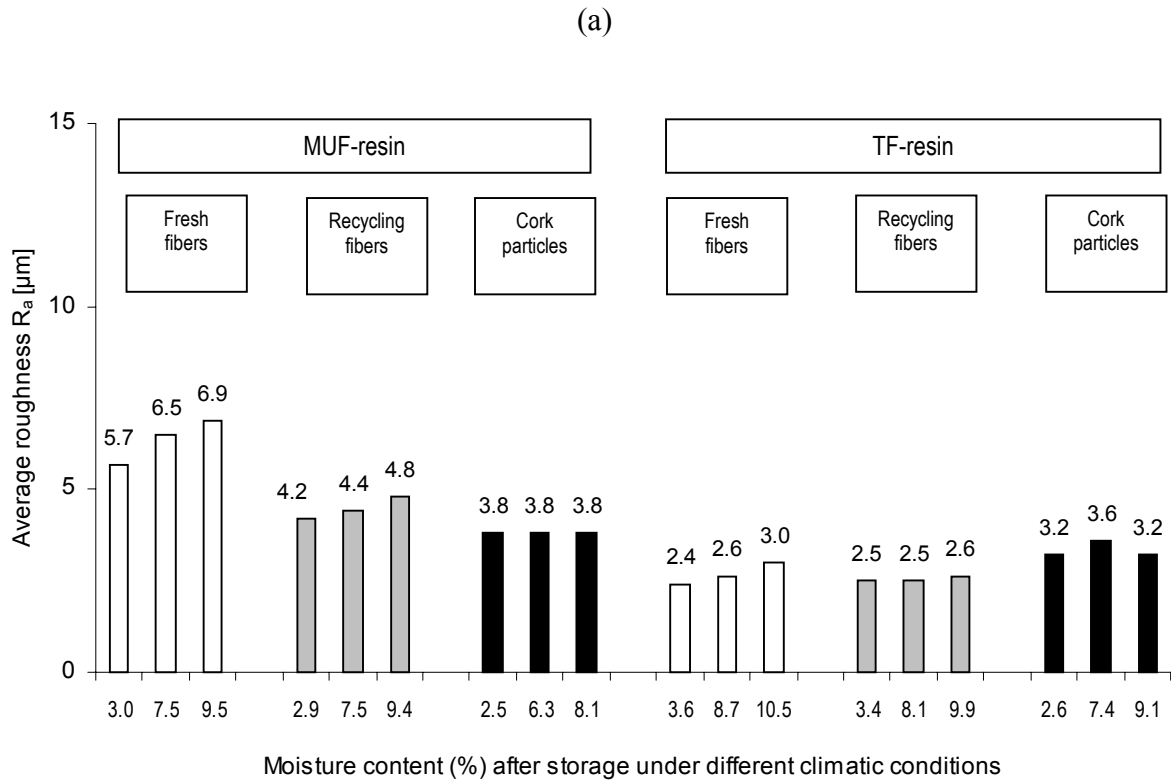 (a)
15
MUF-resin
TF-resin
Fresh
fibers
Recycling
fibers
Cork
particles
Fresh
fibers
Recycling
fibers
Cork
particles
Average roughness Ra [µm]
10
5
0
5.7
6.5
6.9
4.2
4.4
4.8
3.8
3.8
3.8
2.4
2.6
3.0
2.5
2.5
2.6
3.2
3.6
3.2
3.0 7.5 9.5 2.9 7.5 9.4 2.5 6.3 8.1 3.6 8.7 10.5 3.4 8.1 9.9 2.6 7.4 9.1
Moisture content (%) after storage under different climatic conditions